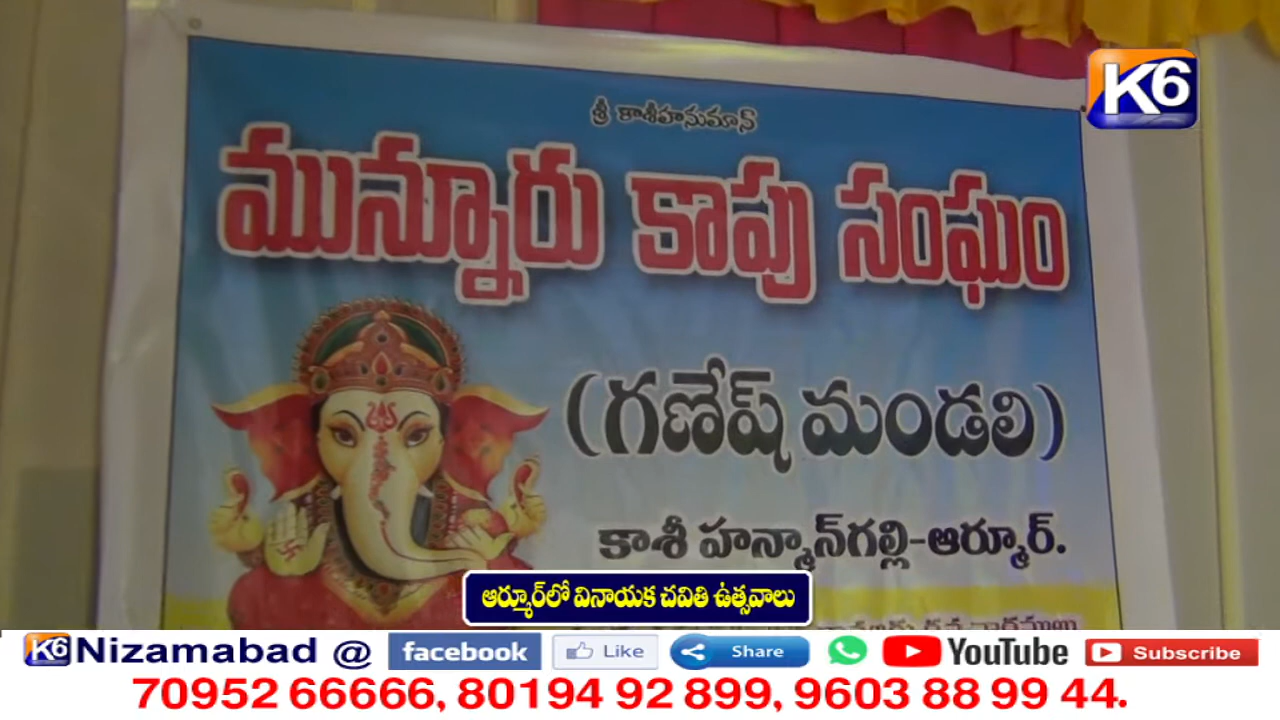 K6
శ్రీ కాశీహనుమాన్
మున్నూరు కాపు సంఘం
(గణేష్ మండలి)
కాశీ హన్మాన్‌గల్లి-ఆర్మూర్.
ఆర్మూర్‌లో వినాయక చవితి ఉత్సవాలు
K6 Nizamabad @ facebook Like Share YouTube Subscribe
70952 66666, 80194 92 899, 9603 88 99 44.